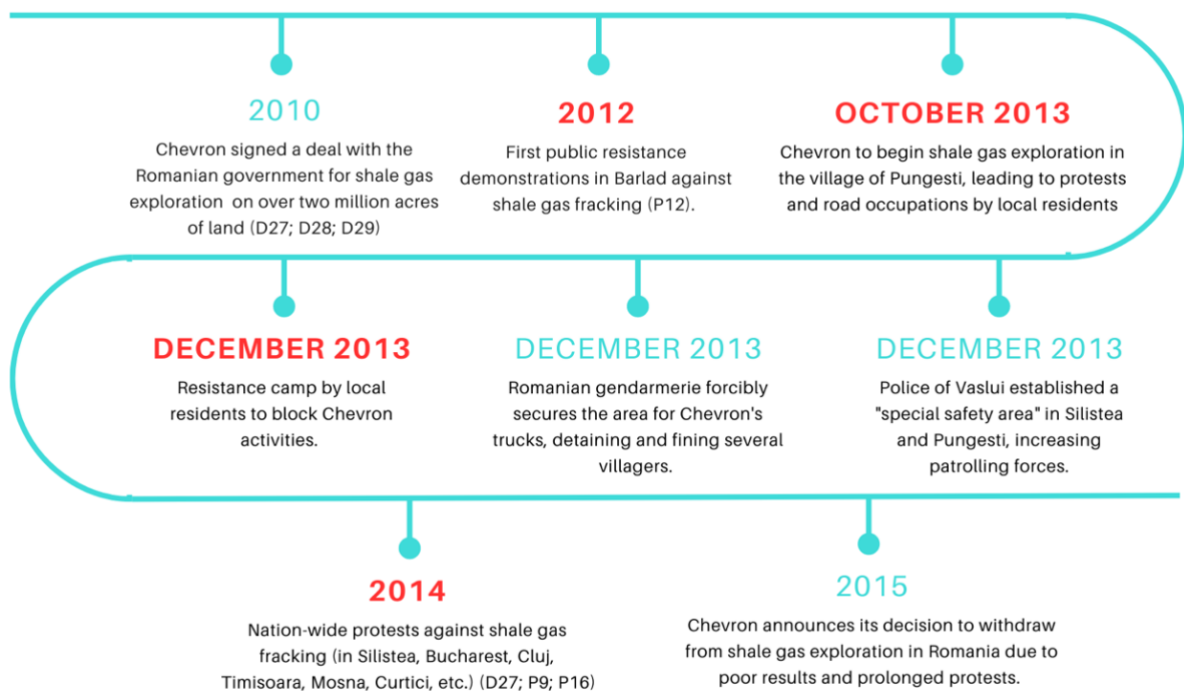 2010
Chevron signed a deal with the
Romanian government for shale gas
exploration on over two million acres
of land (D27; D28; D29)
2012
First public resistance
demonstrations in Barlad against
shale gas fracking (P12).
OCTOBER 2013
Chevron to begin shale gas exploration in
the village of Pungesti, leading to protests
and road occupations by local residents
DECEMBER 2013
Resistance camp by local
residents to block Chevron
activities.
DECEMBER 2013
Romanian gendarmerie forcibly
secures the area for Chevron's
trucks, detaining and fining several
villagers.
DECEMBER 2013
Police of Vaslui established a
"special safety area" in Silistea
and Pungesti, increasing
patrolling forces.
2014
Nation-wide protests against shale gas
fracking (in Silistea, Bucharest, Cluj,
Timisoara, Mosna, Curtici, etc.) (D27; P9; P16)
2015
Chevron announces its decision to withdraw
from shale gas exploration in Romania due to
poor results and prolonged protests.